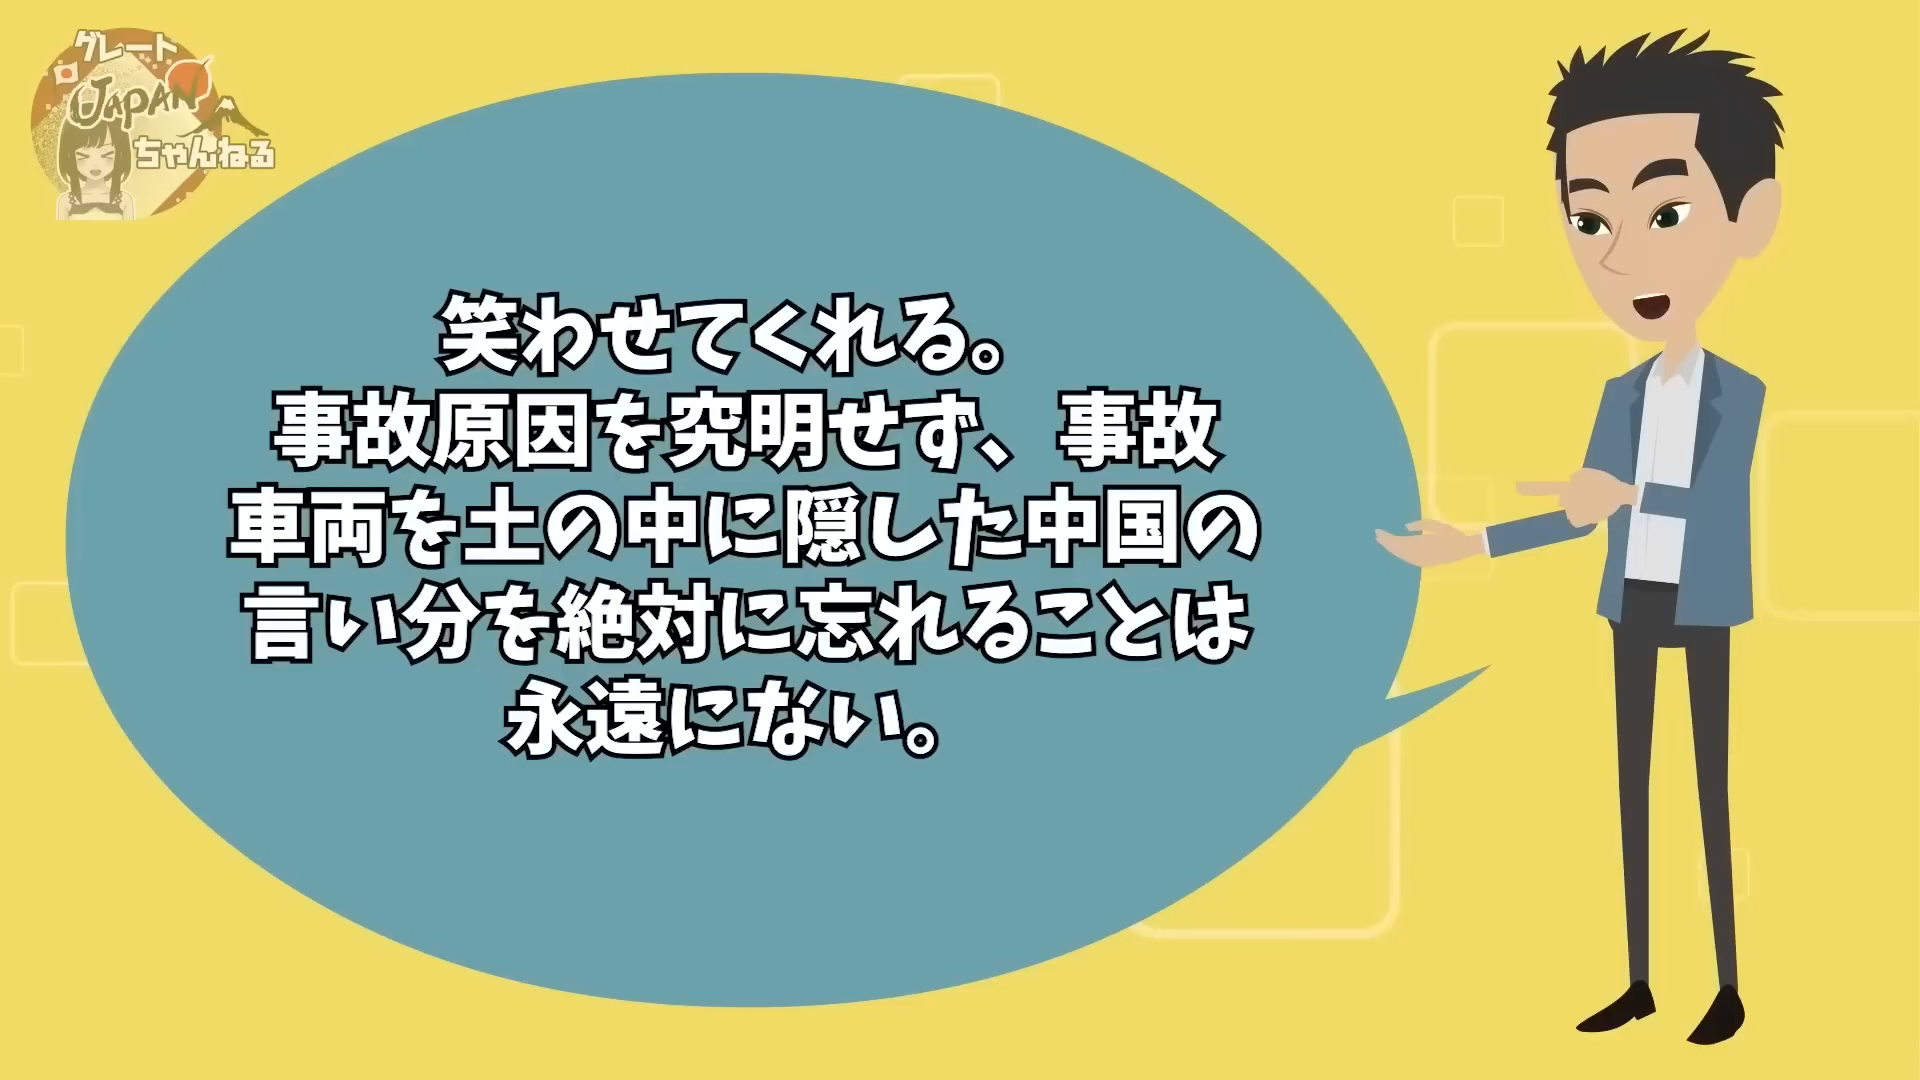 グレート
JAPAN
ちゃんねる
笑わせてくれる。
事故原因を究明せず、事故
車両を土の中に隠した中国の
言い分を絶対に忘れることは
永遠にない。